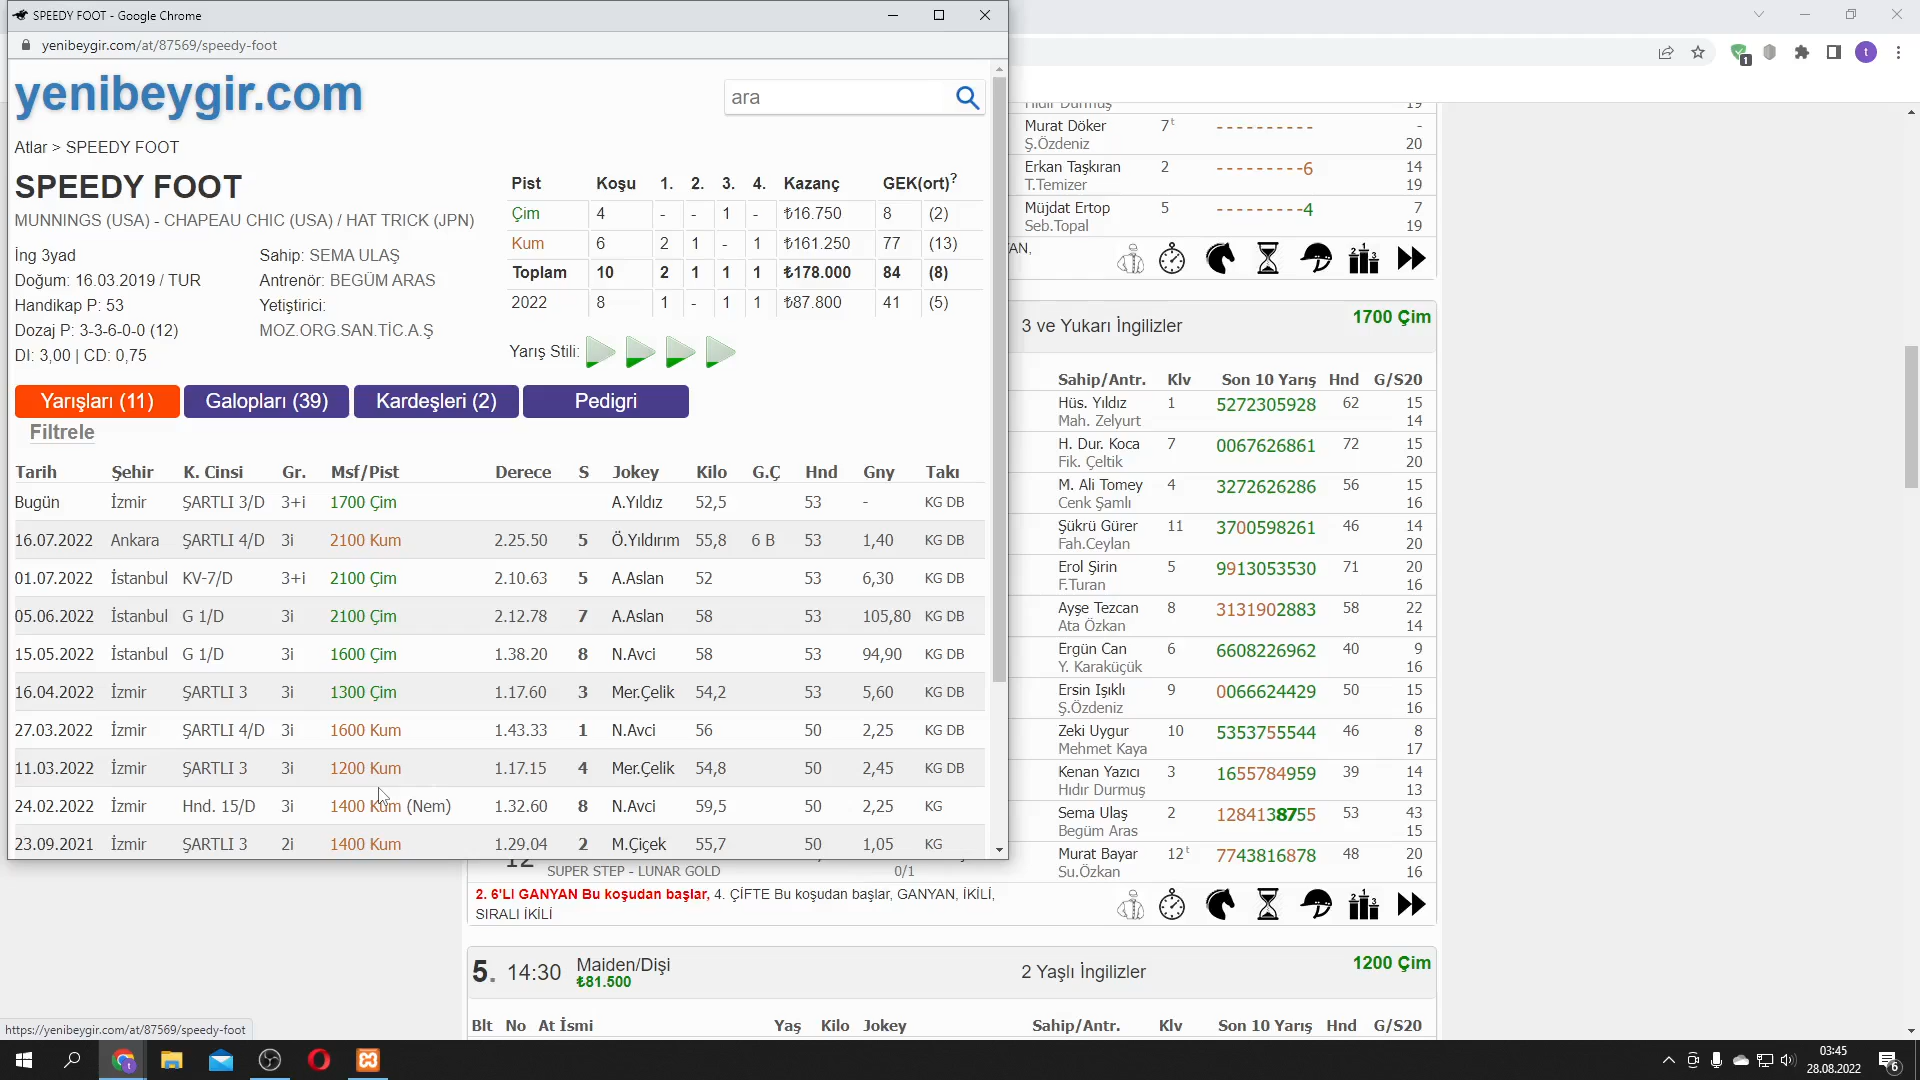 SPEEDY FOOT - Google Chrome
yenibeygir.com/at/87569/speedy-foot
yenibeygir.com
ara
Atlar > SPEEDY FOOT
SPEEDY FOOT
MUNNINGS (USA) - CHAPEAU CHIC (USA) / HAT TRICK (JPN)
İng 3yad
Doğum: 16.03.2019 / TUR
Handikap P: 53
Dozaj P: 3-3-6-0-0 (12)
DI: 3,00 | CD: 0,75
Sahip: SEMA ULAŞ
Antrenör: BEGÜM ARAS
Yetiştirici:
MOZ.ORG.SAN.TİC.A.Ş
Pist Koşu 1. 2. 3. 4. Kazanç GEK(ort)?
Çim 4 - - 1 - ₺16.750 8 (2)
Kum 6 2 1 - 1 ₺161.250 77 (13)
Toplam 10 2 1 1 1 ₺178.000 84 (8)
2022 8 1 - 1 1 ₺87.800 41 (5)
Yarış Stili:
Yarışları (11) Galopları (39) Kardeşleri (2) Pedigri
Filtrele
Tarih Şehir K. Cinsi Gr. Msf/Pist Derece S Jokey Kilo G.Ç Hnd Gny Takı
Bugün İzmir ŞARTLI 3/D 3+i 1700 Çim A.Yıldız 52,5 53 - KG DB
16.07.2022 Ankara ŞARTLI 4/D 3i 2100 Kum 2.25.50 5 Ö.Yıldırım 55,8 6 B 53 1,40 KG DB
01.07.2022 İstanbul KV-7/D 3+i 2100 Çim 2.10.63 5 A.Aslan 52 53 6,30 KG DB
05.06.2022 İstanbul G 1/D 3i 2100 Çim 2.12.78 7 A.Aslan 58 53 105,80 KG DB
15.05.2022 İstanbul G 1/D 3i 1600 Çim 1.38.20 8 N.Avci 58 53 94,90 KG DB
16.04.2022 İzmir ŞARTLI 3 3i 1300 Çim 1.17.60 3 Mer.Çelik 54,2 53 5,60 KG DB
27.03.2022 İzmir ŞARTLI 4/D 3i 1600 Kum 1.43.33 1 N.Avci 56 50 2,25 KG DB
11.03.2022 İzmir ŞARTLI 3 3i 1200 Kum 1.17.15 4 Mer.Çelik 54,8 50 2,45 KG DB
24.02.2022 İzmir Hnd. 15/D 3i 1400 Kum (Nem) 1.32.60 8 N.Avci 59,5 50 2,25 KG
23.09.2021 İzmir ŞARTLI 3 2i 1400 Kum 1.29.04 2 M.Çiçek 55,7 50 1,05 KG
Hıdır Durmuş 19
Murat Döker 7t ---------- -
Ş.Özdeniz 20
Erkan Taşkıran 2 ---------6 14
T.Temizer 19
Müjdat Ertop 5 ---------4 7
Seb.Topal 19
3 ve Yukarı İngilizler 1700 Çim
Sahip/Antr. Klv Son 10 Yarış Hnd G/S20
Hüs. Yıldız 1 5272305928 62 15
Mah. Zelyurt 14
H. Dur. Koca 7 0067626861 72 15
Fik. Çeltik 20
M. Ali Tomey 4 3272626286 56 15
Cenk Şamlı 16
Şükrü Gürer 11 3700598261 46 14
Fah.Ceylan 20
Erol Şirin 5 9913053530 71 20
F.Turan 16
Ayşe Tezcan 8 3131902883 58 22
Ata Özkan 14
Ergün Can 6 6608226962 40 9
Y. Karaküçük 16
Ersin Işıklı 9 0066624429 50 15
Ş.Özdeniz 16
Zeki Uygur 10 5353755544 46 8
Mehmet Kaya 17
Kenan Yazıcı 3 1655784959 39 14
Hıdır Durmuş 13
Sema Ulaş 2 1284138755 53 43
Begüm Aras 15
Murat Bayar 12t 7743816878 48 20
Su.Özkan 16
12 SUPER STEP - LUNAR GOLD 0/1
2. 6'LI GANYAN Bu koşudan başlar, 4. ÇİFTE Bu koşudan başlar, GANYAN, İKİLİ,
SIRALI İKİLİ
5. 14:30 Maiden/Dişi 2 Yaşlı İngilizler 1200 Çim
₺81.500
Blt No At İsmi Yaş Kilo Jokey Sahip/Antr. Klv Son 10 Yarış Hnd G/S20
https://yenibeygir.com/at/87569/speedy-foot
03:45
28.08.2022